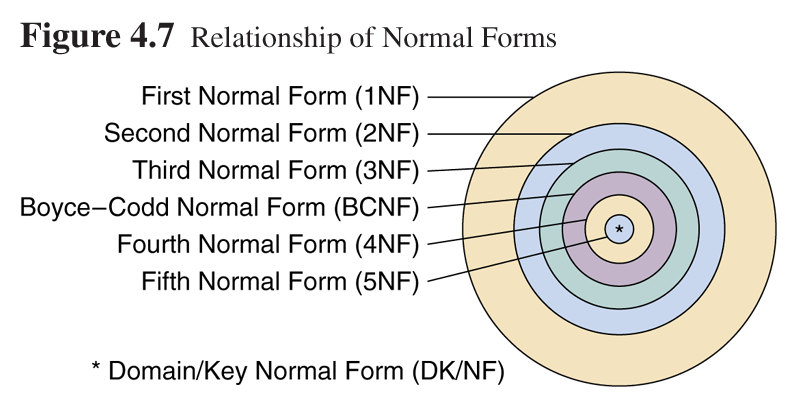 Figure 4.7 Relationship of Normal Forms
First Normal Form (1NF)
Second Normal Form (2NF)
Third Normal Form (3NF)
Boyce–Codd Normal Form (BCNF)
Fourth Normal Form (4NF)
Fifth Normal Form (5NF)
*
* Domain/Key Normal Form (DK/NF)